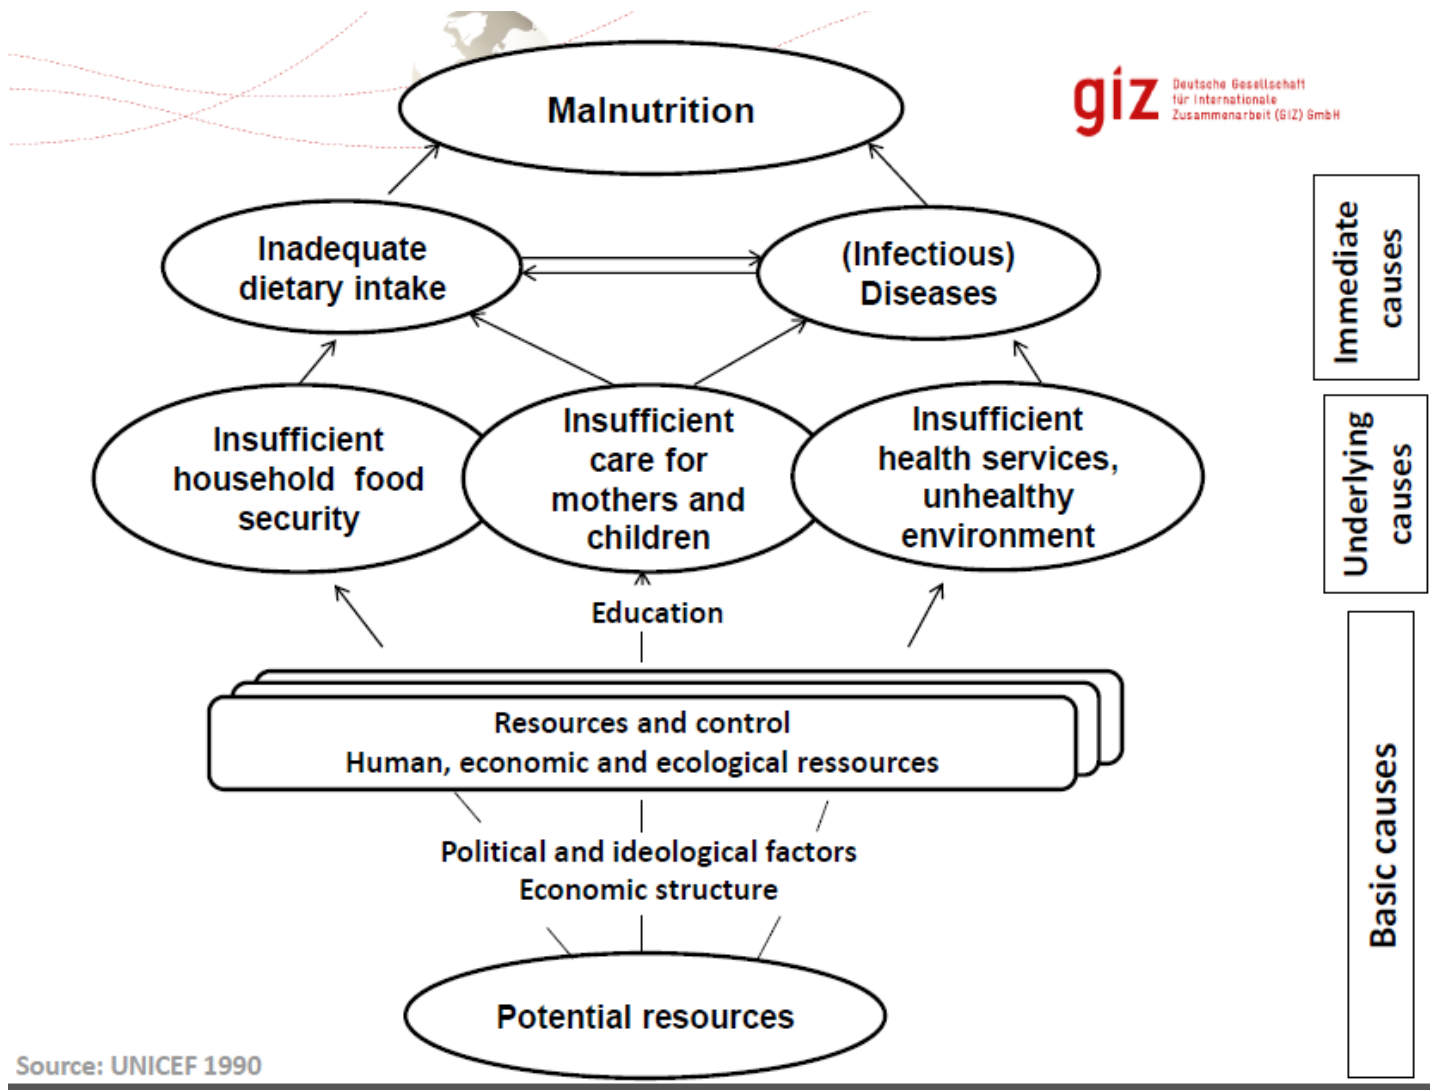 Malnutrition
giz
Deutsche Gesellschaft
für Internationale
Zusammenarbeit (GIZ) GmbH
Inadequate
dietary intake
(Infectious)
Diseases
Immediate
causes
Insufficient
household food
security
Insufficient
care for
mothers and
children
Insufficient
health services,
unhealthy
environment
Underlying
causes
Education
Resources and control
Human, economic and ecological ressources
Political and ideological factors
Economic structure
Basic causes
Potential resources
Source: UNICEF 1990